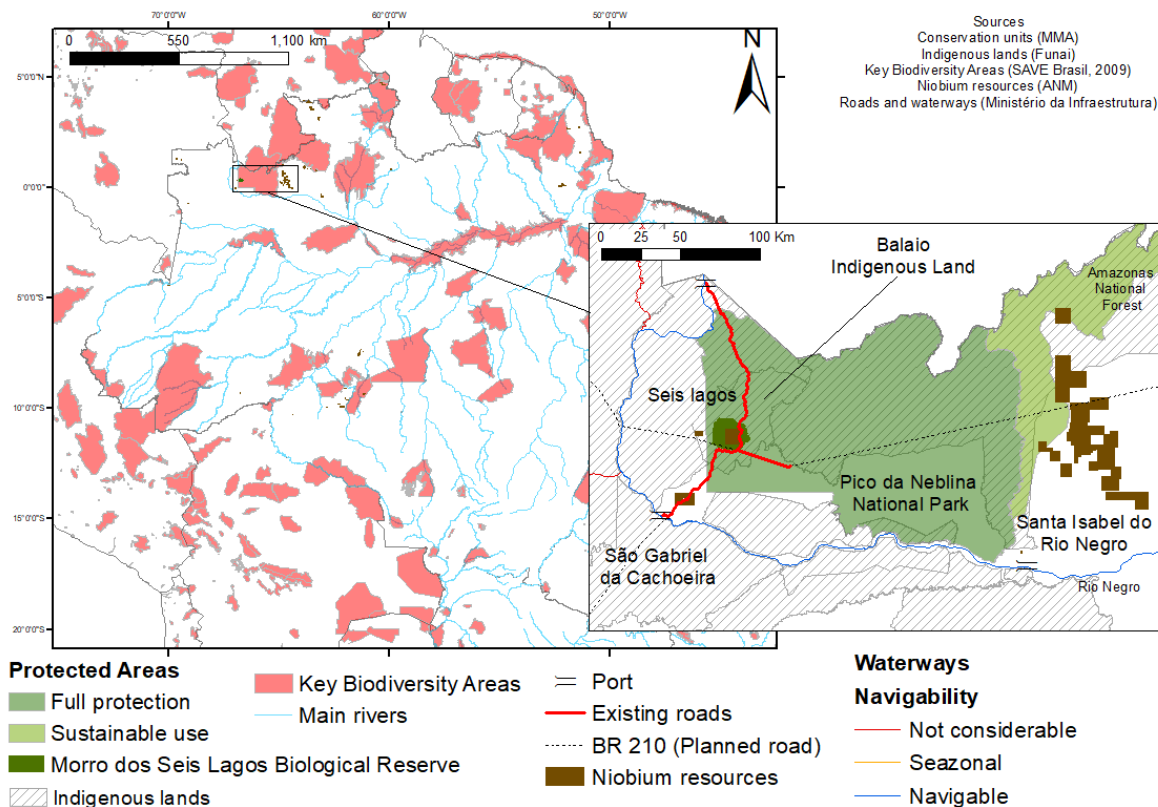 70°0'0"W
60°0'0"W
50°0'0"W
Sources
Conservation units (MMA)
Indigenous lands (Funai)
Key Biodiversity Areas (SAVE Brasil, 2009)
Niobium resources (ANM)
Roads and waterways (Ministério da Infraestrutura)
0 550 1,100 km
N
5°0'0"N
0°0'0"
5°0'0"S
10°0'0"S
15°0'0"S
20°0'0"S
0 25 50 100 Km
Balaio
Indigenous Land
Amazonas
National
Forest
Seis lagos
Pico da Neblina
National Park
Santa Isabel do
Rio Negro
São Gabriel
da Cachoeira
Rio Negro
Protected Areas
Full protection
Sustainable use
Morro dos Seis Lagos Biological Reserve
Indigenous lands
Key Biodiversity Areas
Main rivers
Port
Existing roads
BR 210 (Planned road)
Niobium resources
Waterways
Navigability
Not considerable
Seazonal
Navigable